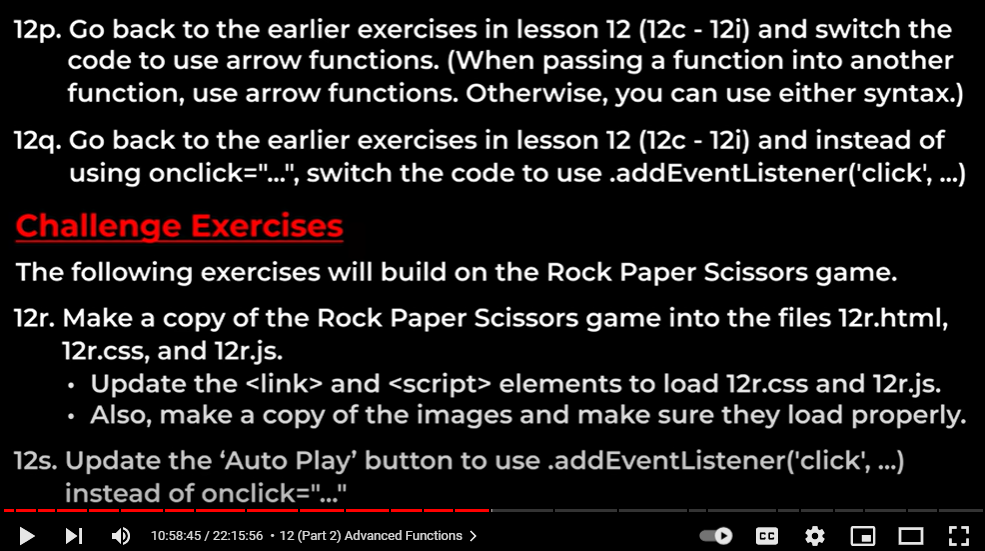 12p. Go back to the earlier exercises in lesson 12 (12c - 12i) and switch the
code to use arrow functions. (When passing a function into another
function, use arrow functions. Otherwise, you can use either syntax.)
12q. Go back to the earlier exercises in lesson 12 (12c - 12i) and instead of
using onclick="...", switch the code to use .addEventListener('click', ...)
Challenge Exercises
The following exercises will build on the Rock Paper Scissors game.
12r. Make a copy of the Rock Paper Scissors game into the files 12r.html,
12r.css, and 12r.js.
• Update the <link> and <script> elements to load 12r.css and 12r.js.
• Also, make a copy of the images and make sure they load properly.
12s. Update the ‘Auto Play’ button to use .addEventListener('click', ...)
instead of onclick="..."
10:58:45 / 22:15:56 • 12 (Part 2) Advanced Functions
CC